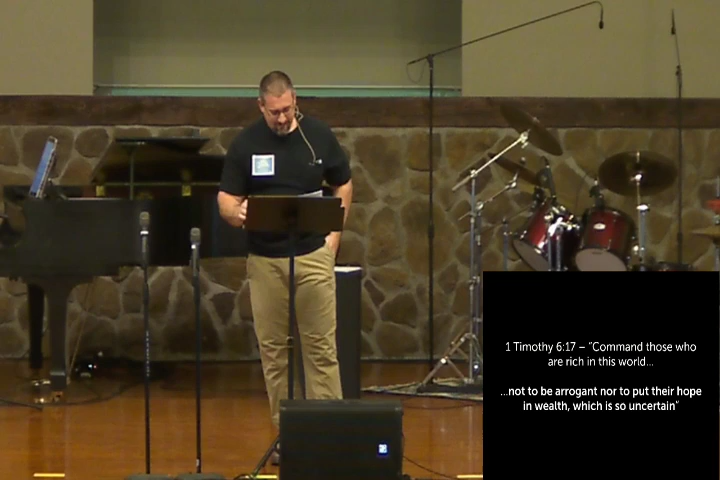 1 Timothy 6:17 – "Command those who
are rich in this world...
...not to be arrogant nor to put their hope
in wealth, which is so uncertain"